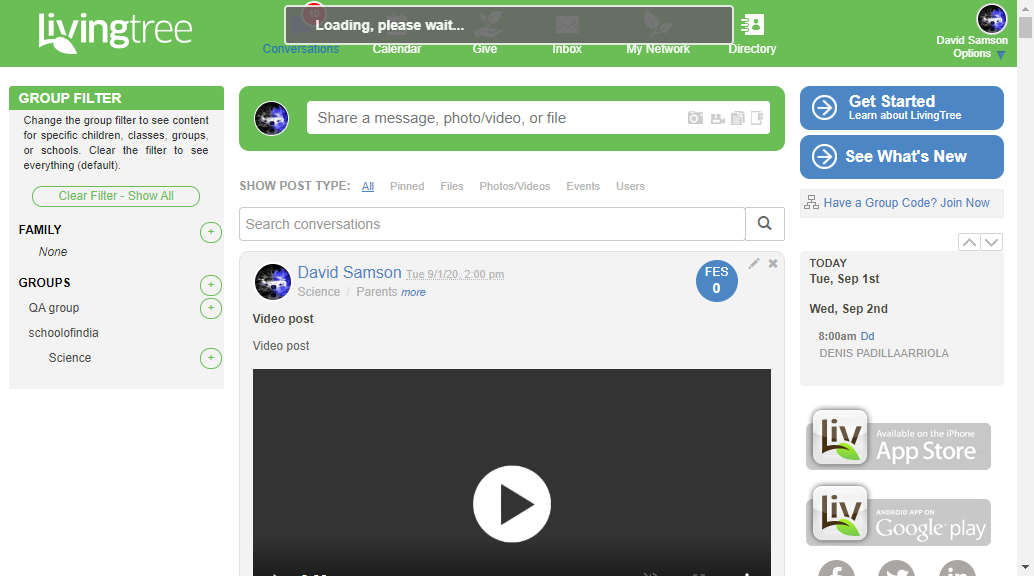 livingtree
10
Loading, please wait...
Conversations
Calendar
Give
Inbox
My Network
Directory
David Samson
Options
GROUP FILTER
Change the group filter to see content
for specific children, classes, groups,
or schools. Clear the filter to see
everything (default).
Clear Filter - Show All
FAMILY
+
None
GROUPS
+
QA group
+
schoolofindia
Science
+
Share a message, photo/video, or file
SHOW POST TYPE: All Pinned Files Photos/Videos Events Users
Search conversations
David Samson Tue 9/1/20, 2:00 pm
Science / Parents more
FES
0
Video post
Video post
Get Started
Learn about LivingTree
See What's New
Have a Group Code? Join Now
TODAY
Tue, Sep 1st
Wed, Sep 2nd
8:00am Dd
DENIS PADILLAARRIOLA
Liv
Available on the iPhone
App Store
Liv
ANDROID APP ON
Google play